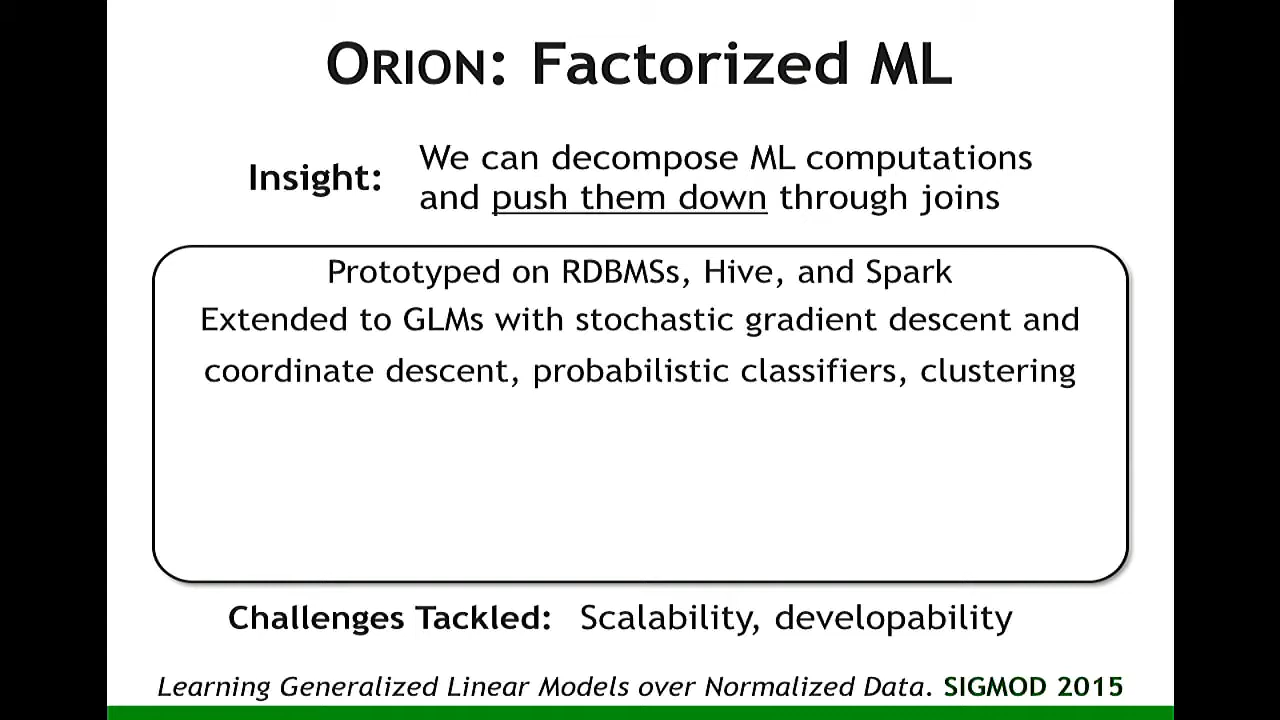 ORION: Factorized ML
Insight:
We can decompose ML computations
and push them down through joins
Prototyped on RDBMSs, Hive, and Spark
Extended to GLMs with stochastic gradient descent and
coordinate descent, probabilistic classifiers, clustering
Challenges Tackled: Scalability, developability
Learning Generalized Linear Models over Normalized Data. SIGMOD 2015